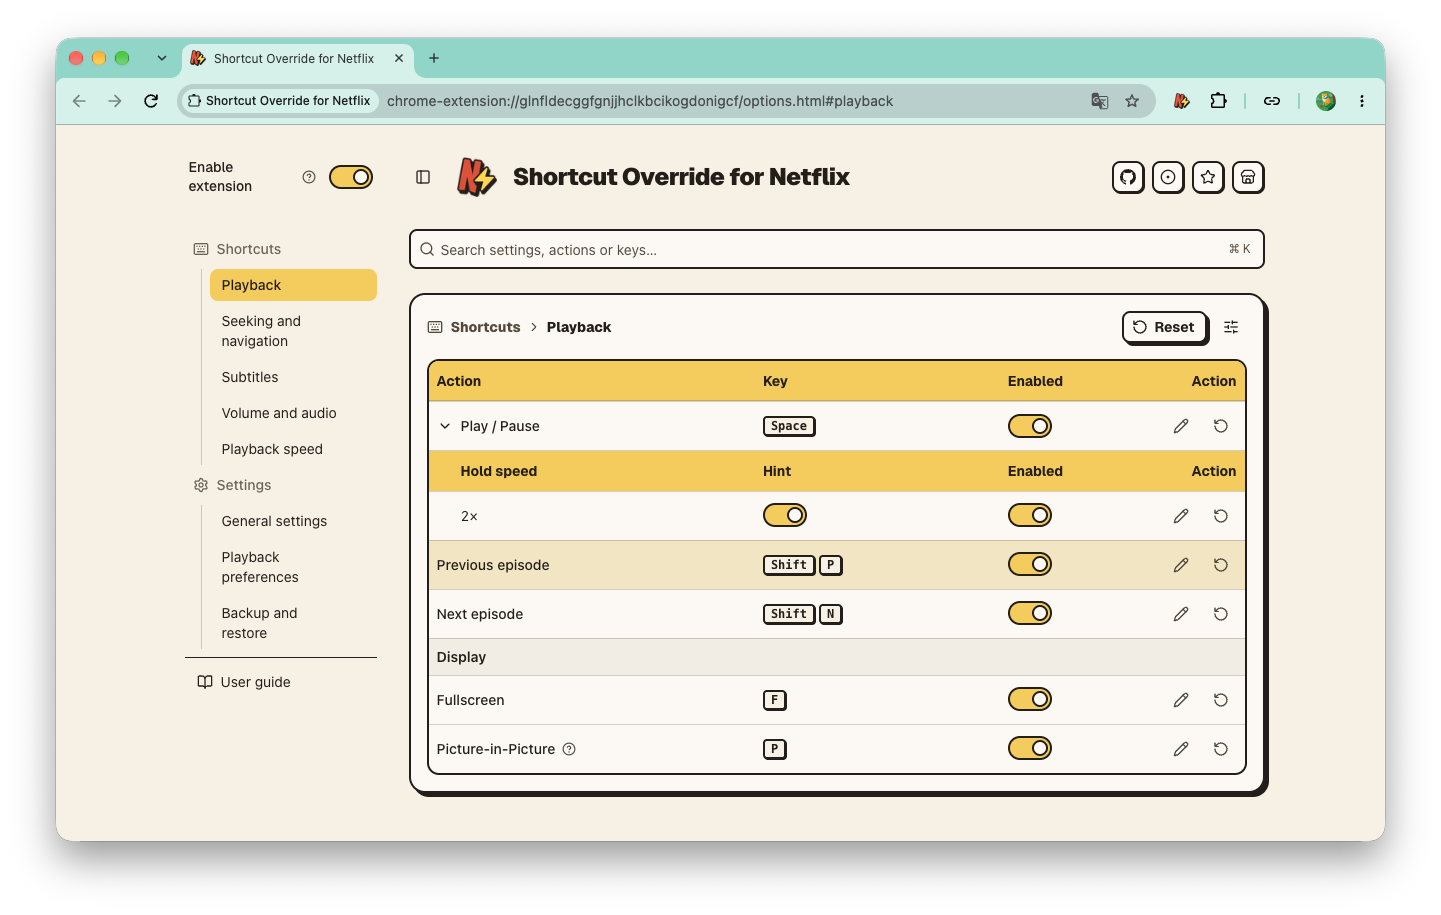 Shortcut Override for Netflix
Shortcut Override for Netflix chrome-extension://glnfldecggfgnjjhclkbcikogdonigcf/options.html#playback
Enable
extension
Shortcut Override for Netflix
Shortcuts
Playback
Seeking and
navigation
Subtitles
Volume and audio
Playback speed
Settings
General settings
Playback
preferences
Backup and
restore
User guide
Search settings, actions or keys... ⌘ K
Shortcuts > Playback Reset
Action Key Enabled Action
Play / Pause Space
Hold speed Hint Enabled Action
2×
Previous episode Shift P
Next episode Shift N
Display
Fullscreen F
Picture-in-Picture P